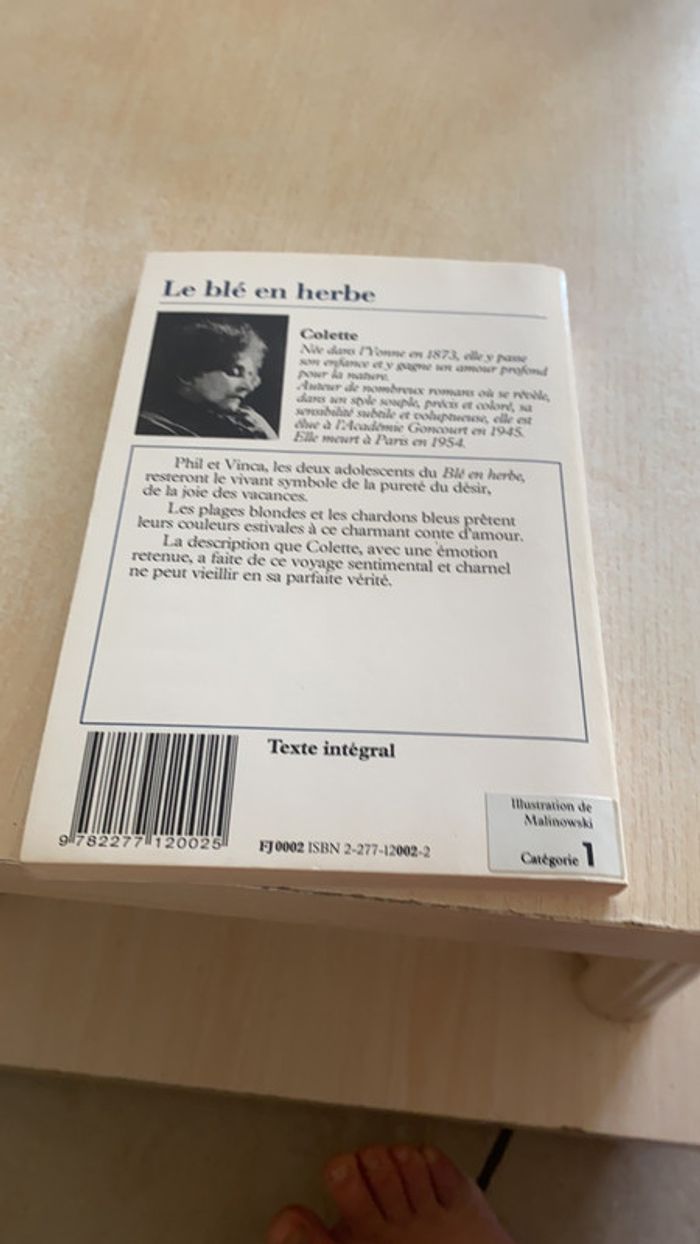 Le blé en herbe
Colette
Née dans l'Yonne en 1873, elle y passe
son enfance et y gagne un amour profond
pour la nature.
Auteur de nombreux romans où se révèle,
dans un style souple, précis et coloré, sa
sensibilité subtile et voluptueuse, elle est
élue à l'Académie Goncourt en 1945.
Elle meurt à Paris en 1954.
Phil et Vinca, les deux adolescents du Blé en herbe,
resteront le vivant symbole de la pureté du désir,
de la joie des vacances.
Les plages blondes et les chardons bleus prêtent
leurs couleurs estivales à ce charmant conte d'amour.
La description que Colette, avec une émotion
retenue, a faite de ce voyage sentimental et charnel
ne peut vieillir en sa parfaite vérité.
Texte intégral
9 782277 120025
FJ0002 ISBN 2-277-12002-2
Illustration de
Malinowski
Catégorie 1